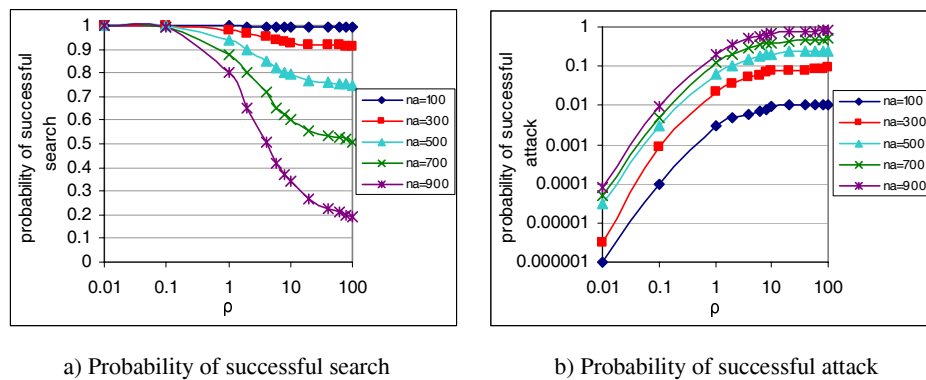 probability of successful
search
1
0.9
0.8
0.7
0.6
0.5
0.4
0.3
0.2
0.1
0
0.01 0.1 1 10 100
ρ
na=100
na=300
na=500
na=700
na=900
a) Probability of successful search
probability of successful
attack
1
0.1
0.01
0.001
0.0001
0.00001
0.000001
0.01 0.1 1 10 100
ρ
na=100
na=300
na=500
na=700
na=900
b) Probability of successful attack